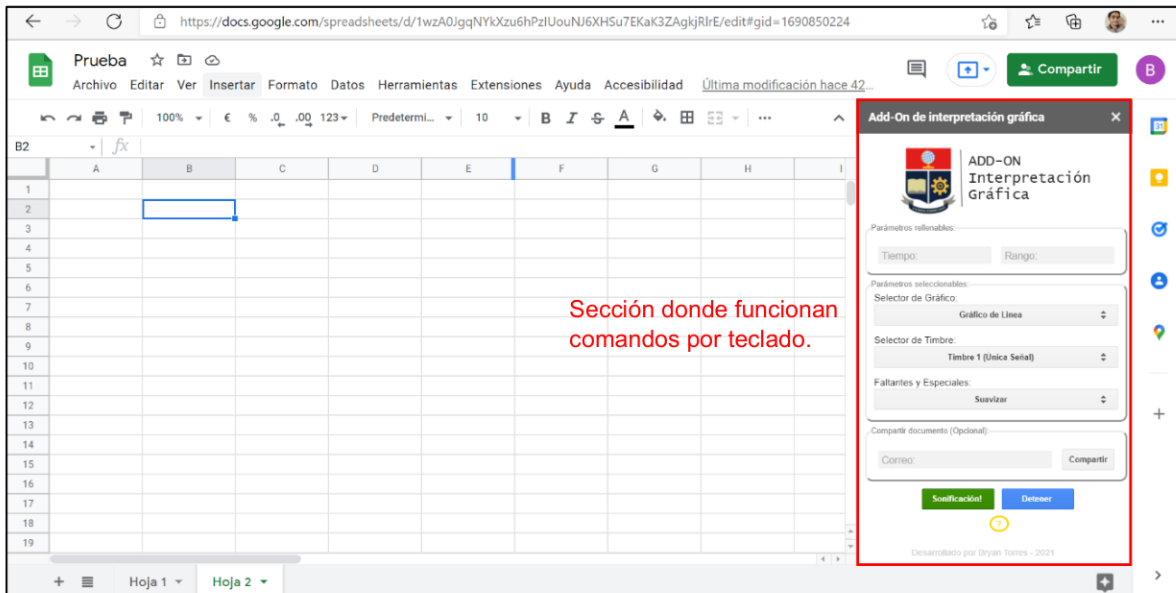 https://docs.google.com/spreadsheets/d/1wzA0JgqNYkXzu6hPzIUouNJ6XHSu7EKaK3ZAgkjRlrE/edit#gid=1690850224
Prueba
Archivo Editar Ver Insertar Formato Datos Herramientas Extensiones Ayuda Accesibilidad Última modificación hace 42...
Compartir
B
100% € % .0 .00 123 Predetermi... 10 B I S A
B2 fx
A B C D E F G H I
1
2
3
4
5
6
7
8
9
10
11
12
13
14
15
16
17
18
19
Sección donde funcionan
comandos por teclado.
Add-On de interpretación gráfica
ADD-ON
Interpretación
Gráfica
Parámetros rellenables:
Tiempo: Rango:
Parámetros seleccionables:
Selector de Gráfico:
Gráfico de Linea
Selector de Timbre:
Timbre 1 (Unica Señal)
Faltantes y Especiales:
Suavizar
Compartir documento (Opcional):
Correo: Compartir
Sonificación! Detener
?
Desarrollado por Bryan Torres - 2021
31
Hoja 1 Hoja 2